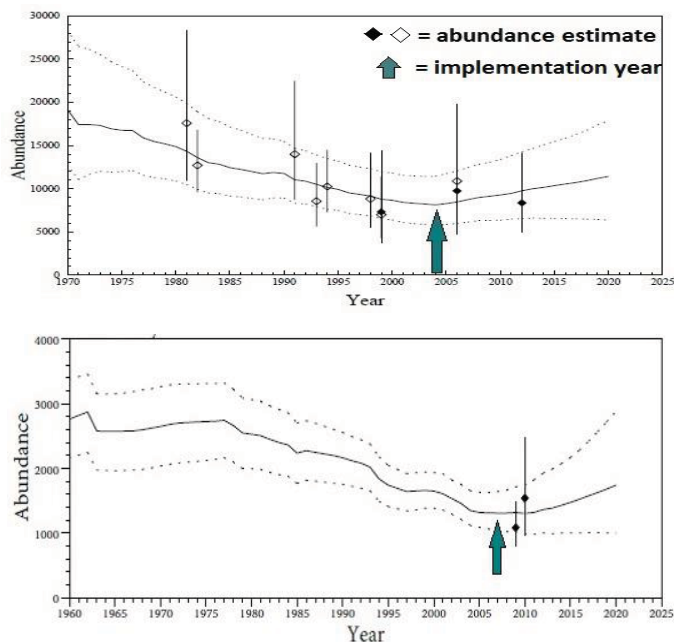 30000
◆ ◇ = abundance estimate
25000
= implementation year
20000
Abundance
15000
10000
5000
0
1970 1975 1980 1985 1990 1995 2000 2005 2010 2015 2020 2025
Year
4000
3000
Abundance
2000
1000
0
1960 1965 1970 1975 1980 1985 1990 1995 2000 2005 2010 2015 2020 2025
Year